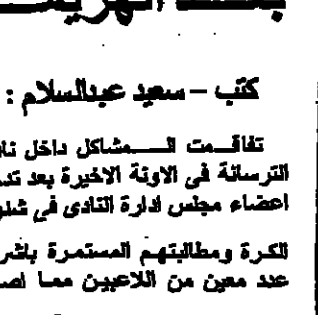 كتب – سعيد عبدالسلام :
تفاقمت المشاكل داخل
الترسانة فى الاونة الاخيرة بعد
اعضاء مجلس ادارة النادى فى
الكرة ومطالبتهم المستمرة
عدد معين من اللاعبين مما